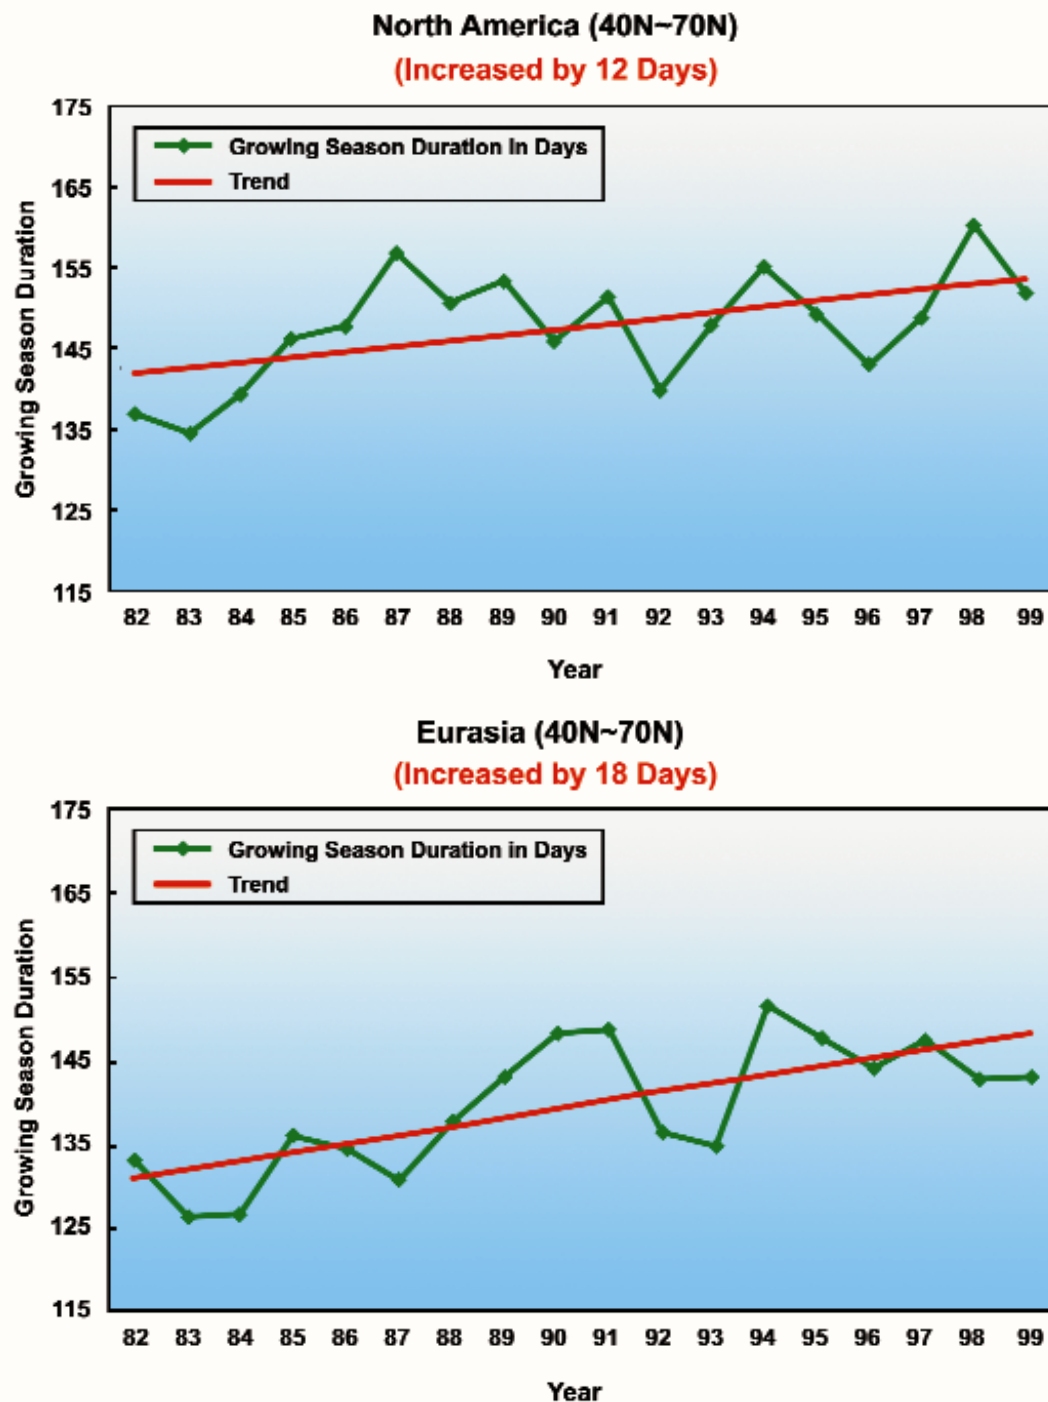 North America (40N~70N)
(Increased by 12 Days)
175
Growing Season Duration in Days
Trend
165
155
145
135
125
115
Growing Season Duration
82 83 84 85 86 87 88 89 90 91 92 93 94 95 96 97 98 99
Year
Eurasia (40N~70N)
(Increased by 18 Days)
175
Growing Season Duration in Days
Trend
165
155
145
135
125
115
Growing Season Duration
82 83 84 85 86 87 88 89 90 91 92 93 94 95 96 97 98 99
Year